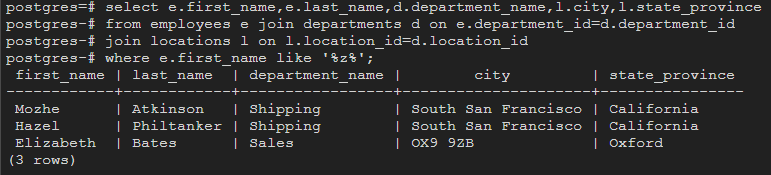 postgres=# select e.first_name,e.last_name,d.department_name,l.city,l.state_province
postgres-# from employees e join departments d on e.department_id=d.department_id
postgres-# join locations l on l.location_id=d.location_id
postgres-# where e.first_name like '%z%';
 first_name | last_name  | department_name |        city         | state_province
------------+------------+-----------------+---------------------+----------------
 Mozhe      | Atkinson   | Shipping        | South San Francisco | California
 Hazel      | Philtanker | Shipping        | South San Francisco | California
 Elizabeth  | Bates      | Sales           | OX9 9ZB             | Oxford
(3 rows)